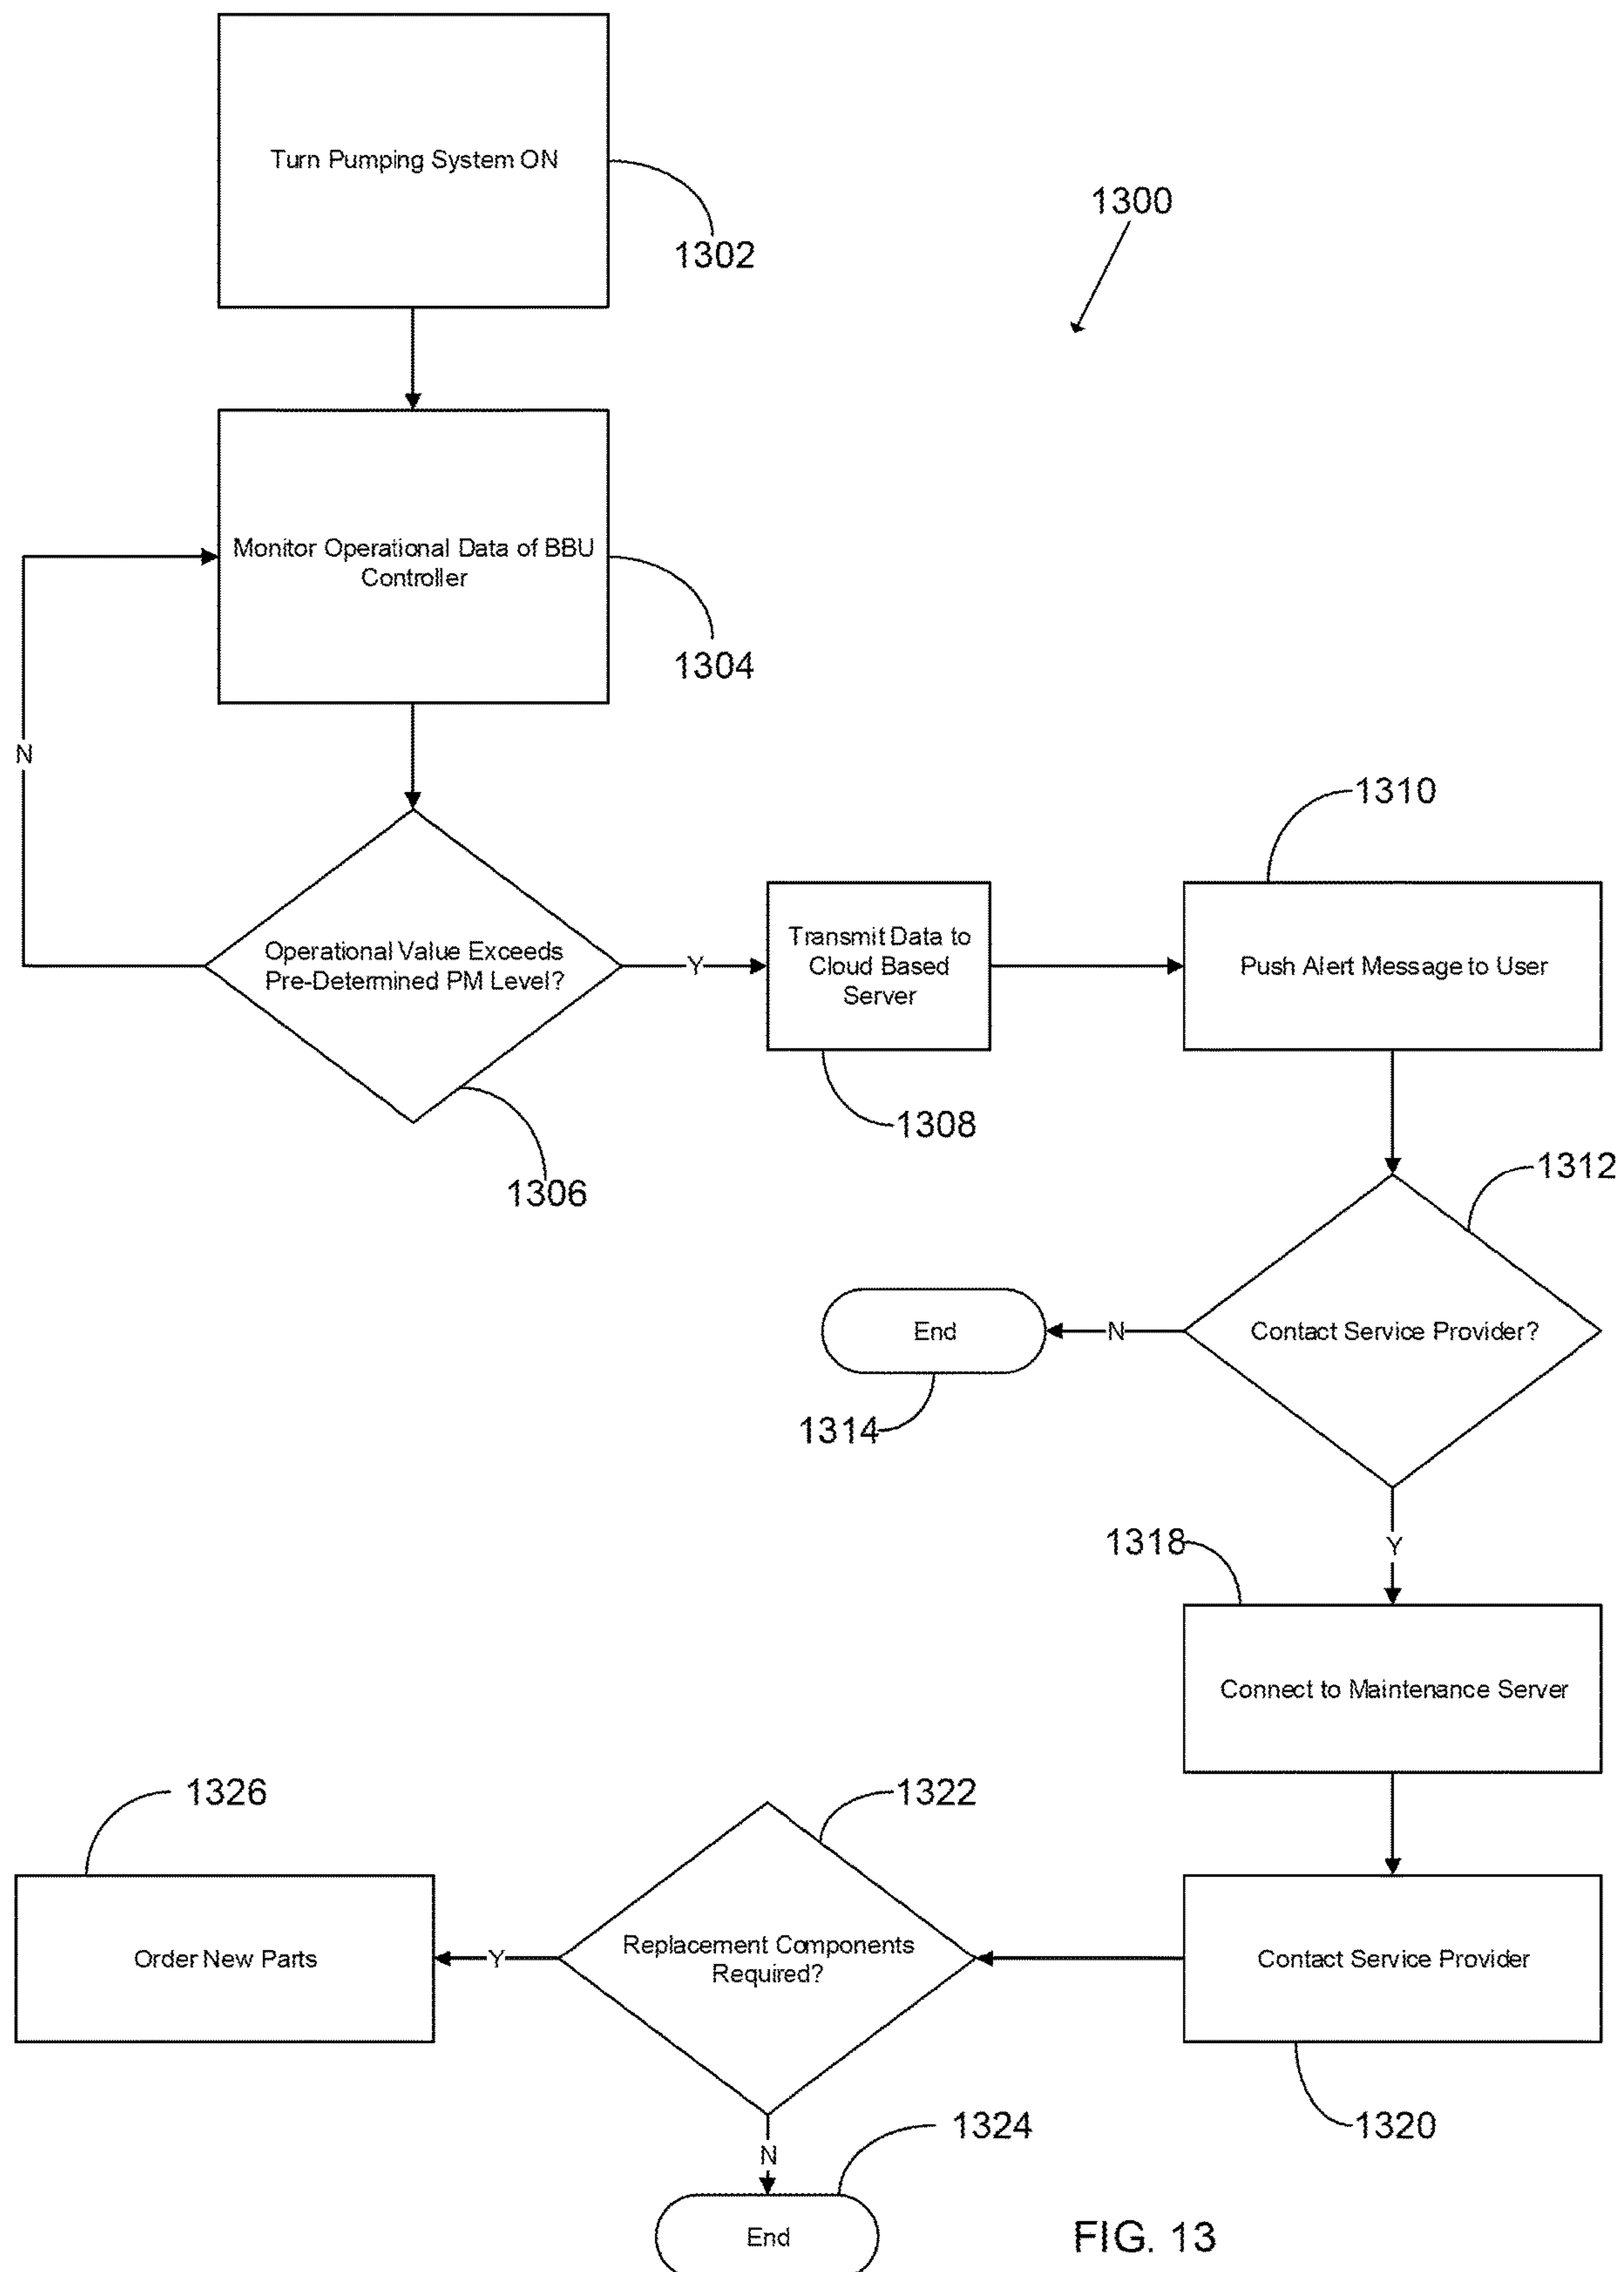 Turn Pumping System ON
1302
1300
Monitor Operational Data of BBU
Controller
1304
N
Operational Value Exceeds
Pre-Determined PM Level?
1306
Y
Transmit Data to
Cloud Based
Server
1308
1310
Push Alert Message to User
1312
Contact Service Provider?
N
End
1314
Y
1318
Connect to Maintenance Server
Contact Service Provider
1320
1322
Replacement Components
Required?
Y
1326
Order New Parts
N
1324
End
FIG. 13